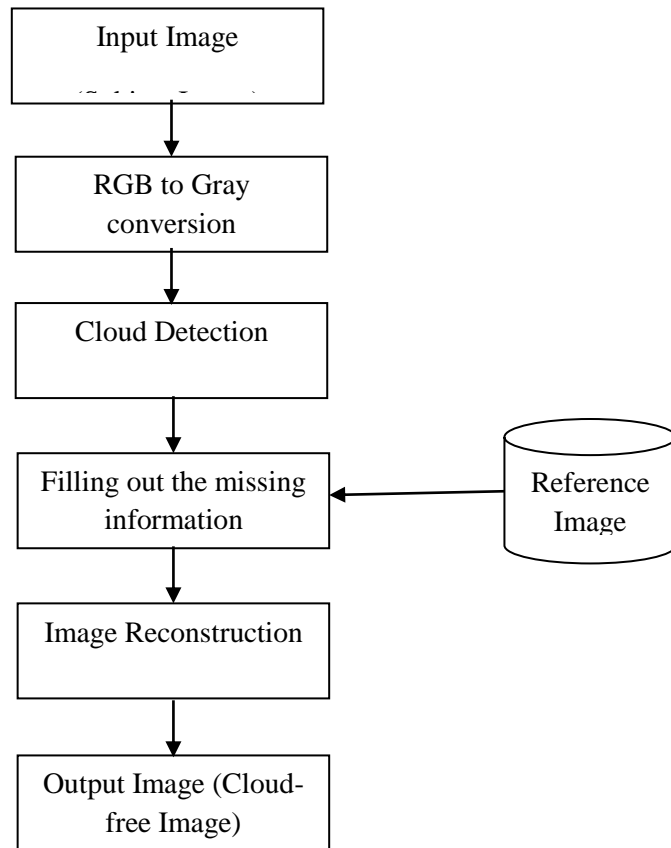 Input Image
RGB to Gray
conversion
Cloud Detection
Filling out the missing
information
Reference
Image
Image Reconstruction
Output Image (Cloud-
free Image)